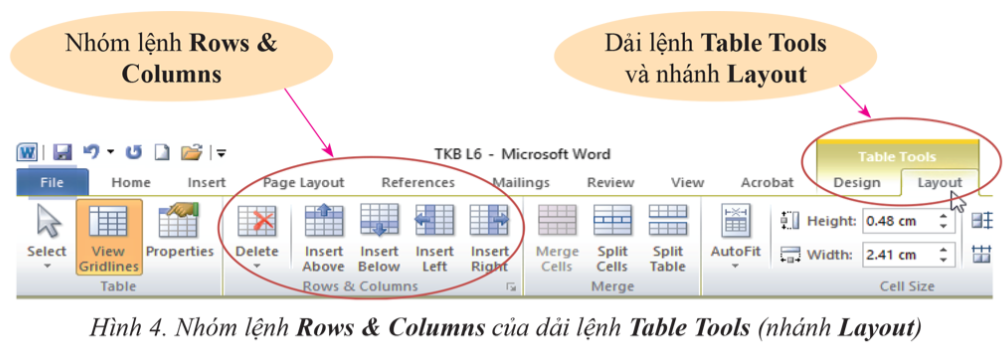 Nhóm lệnh Rows &
Columns
Dải lệnh Table Tools
và nhánh Layout
TKB L6 - Microsoft Word
Table Tools
File Home Insert Page Layout References Mailings Review View Acrobat Design Layout
Select
View
Gridlines
Properties
Delete
Insert
Above
Insert
Below
Insert
Left
Insert
Right
Merge
Cells
Split
Cells
Split
Table
AutoFit
Height: 0.48 cm
Width: 2.41 cm
Table Rows & Columns Merge Cell Size
Hình 4. Nhóm lệnh Rows & Columns của dải lệnh Table Tools (nhánh Layout)